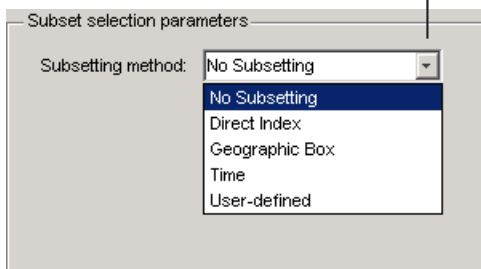 Subset selection parameters
Subsetting method: No Subsetting
No Subsetting
Direct Index
Geographic Box
Time
User-defined